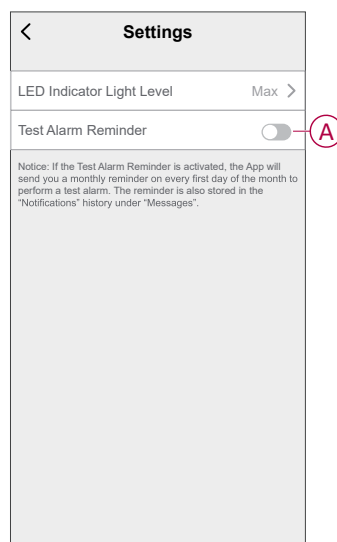 Settings
LED Indicator Light Level Max
Test Alarm Reminder A
Notice: If the Test Alarm Reminder is activated, the App will
send you a monthly reminder on every first day of the month to
perform a test alarm. The reminder is also stored in the
“Notifications” history under “Messages”.